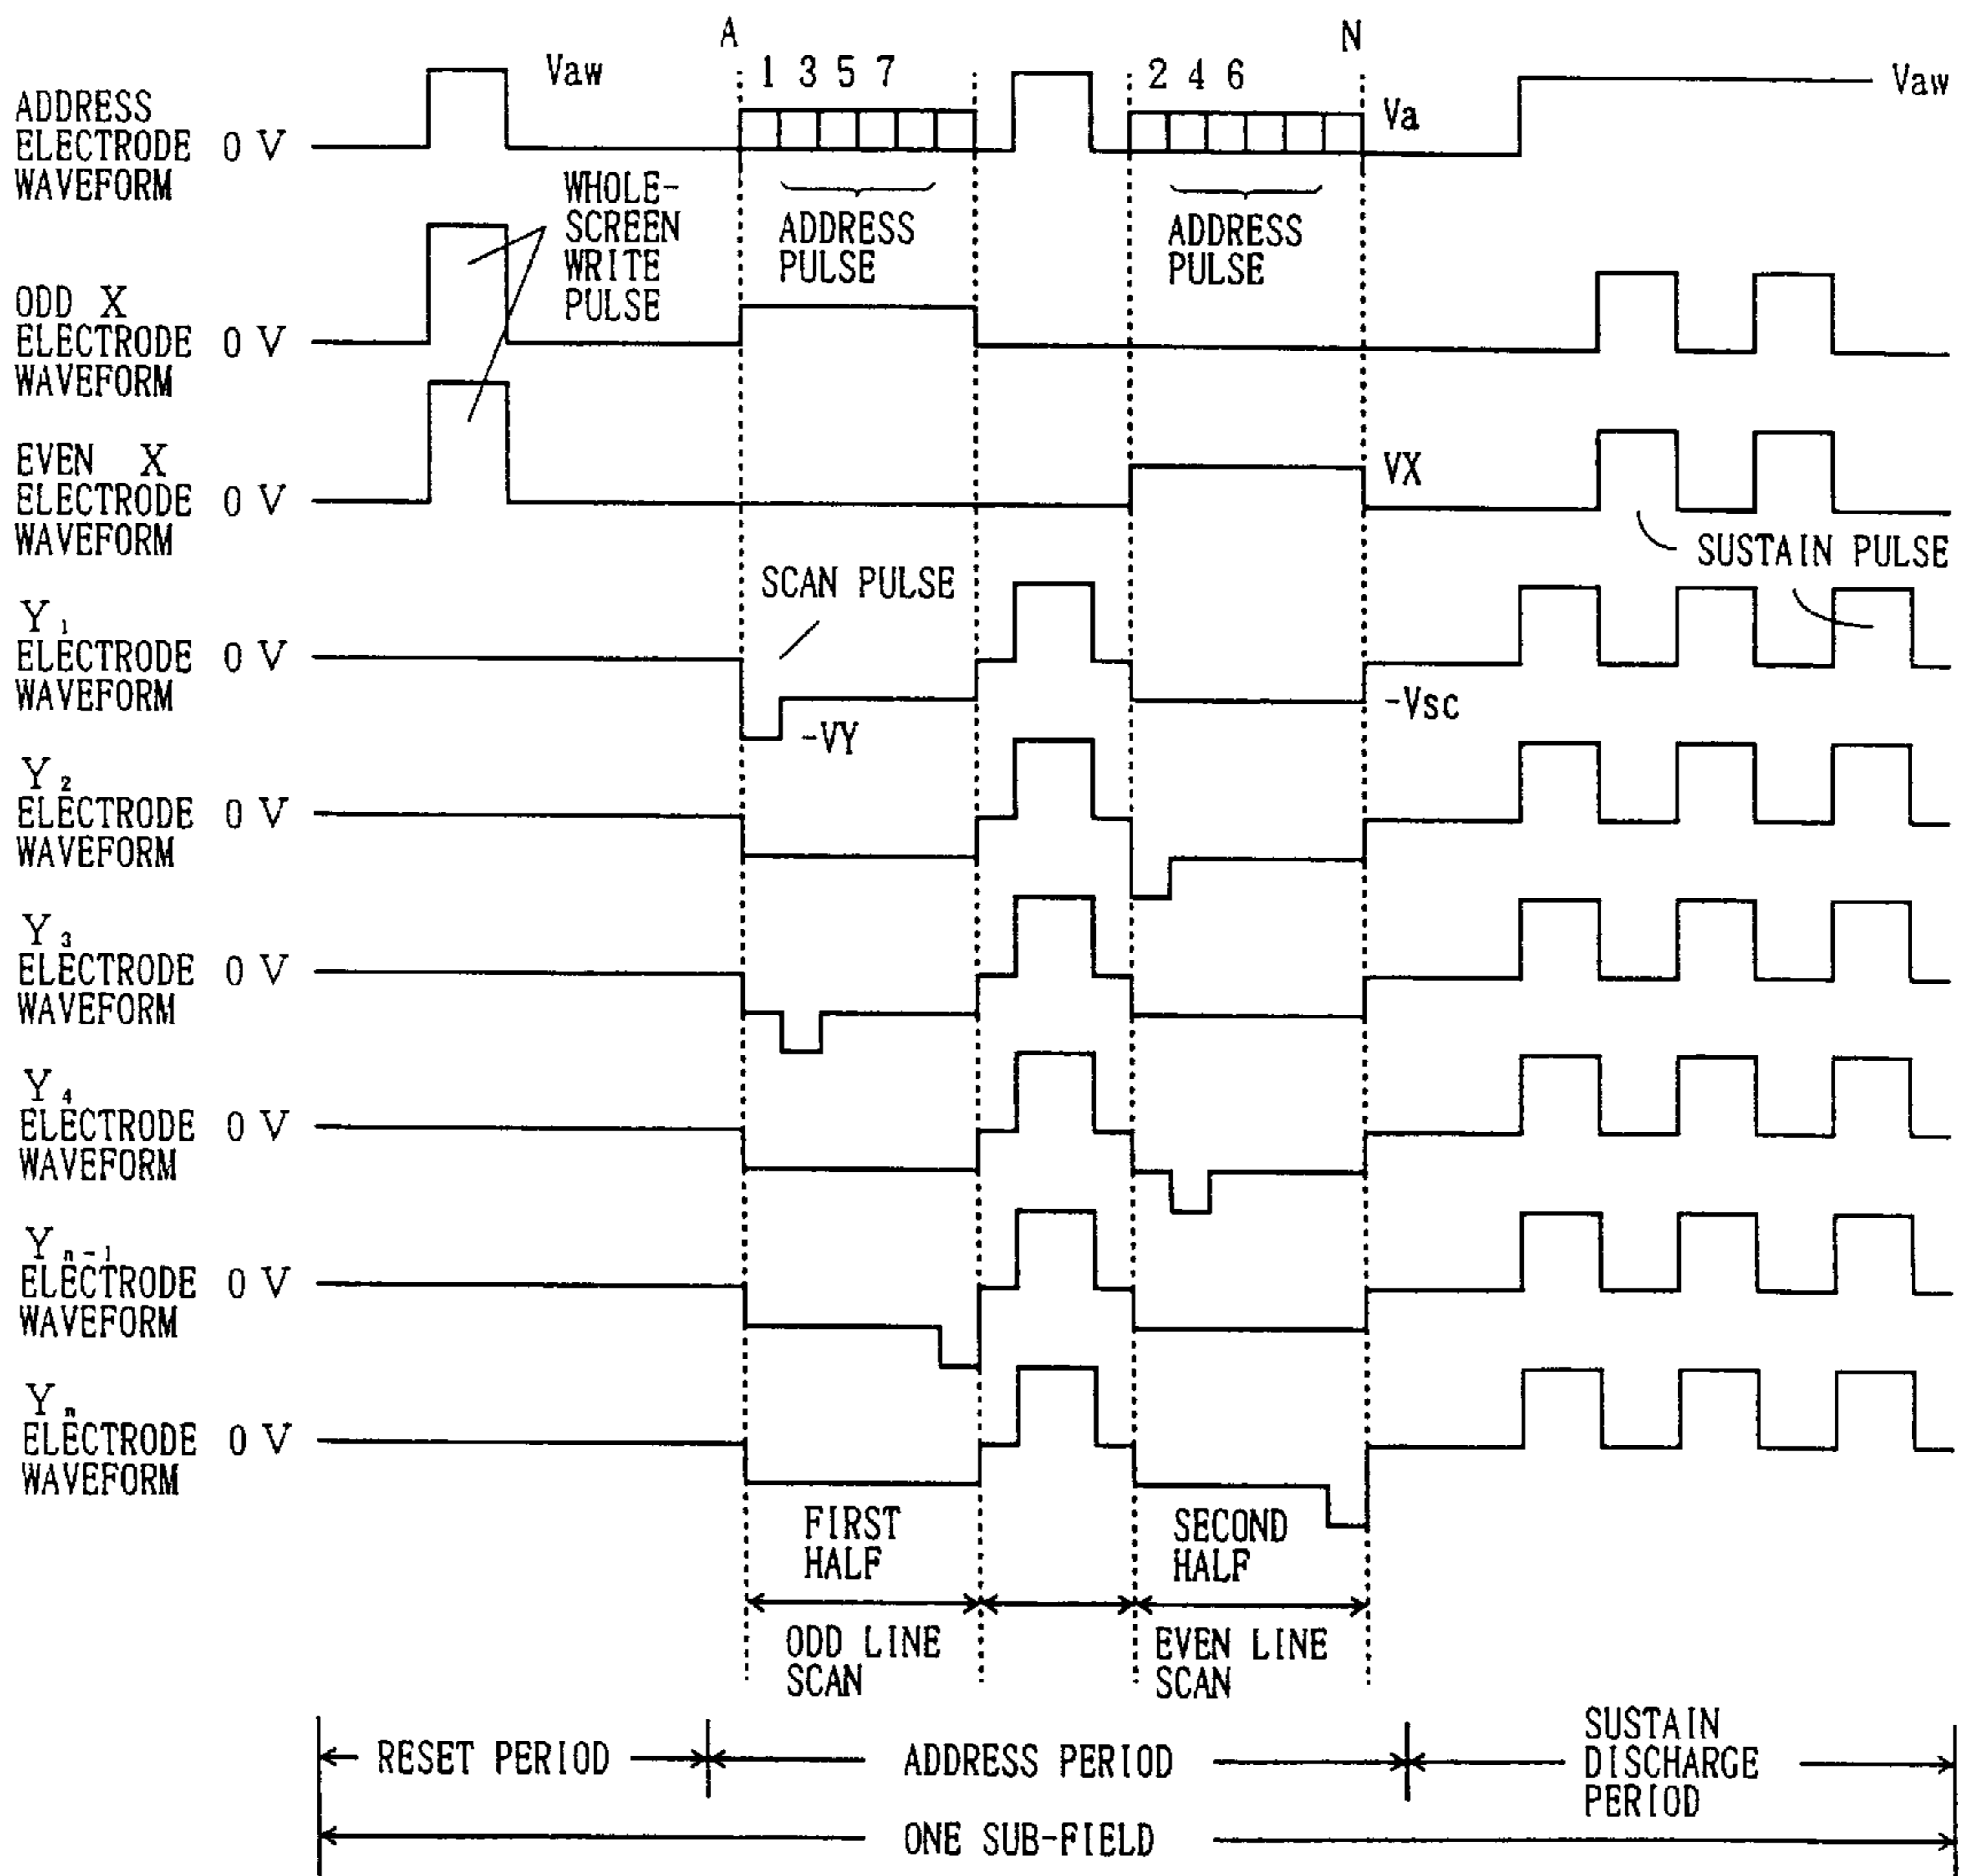 A
N
Vaw
1 3 5 7
2 4 6
Vaw
ADDRESS
ELECTRODE 0 V
WAVEFORM
Va
WHOLE-
SCREEN
WRITE
PULSE
ADDRESS
PULSE
ADDRESS
PULSE
ODD X
ELECTRODE 0 V
WAVEFORM
EVEN X
ELECTRODE 0 V
WAVEFORM
VX
SUSTAIN PULSE
SCAN PULSE
Y₁
ELECTRODE 0 V
WAVEFORM
-VY
-Vsc
Y₂
ELECTRODE 0 V
WAVEFORM
Y₃
ELECTRODE 0 V
WAVEFORM
Y₄
ELECTRODE 0 V
WAVEFORM
Yₙ₋₁
ELECTRODE 0 V
WAVEFORM
Yₙ
ELECTRODE 0 V
WAVEFORM
FIRST
HALF
SECOND
HALF
ODD LINE
SCAN
EVEN LINE
SCAN
RESET PERIOD
ADDRESS PERIOD
SUSTAIN
DISCHARGE
PERIOD
ONE SUB-FIELD